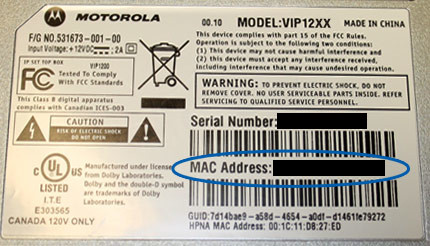 MOTOROLA
00.10 MODEL:VIP12XX MADE IN CHINA
F/G NO.531673-001-00
Input Voltage: +12VDC ⎓ : 2A
This device complies with part 15 of the FCC Rules.
Operation is subject to the following two conditions:
(1) This device may not cause harmful interference and
(2) this device must accept any interference received,
including interference that may cause undesired operation.
IP SET TOP BOX
VIP1200
FCC Tested To Comply
With FCC Standards
This Class B digital apparatus
complies with Canadian ICES-003
WARNING: TO PREVENT ELECTRIC SHOCK, DO
NOT REMOVE COVER. NO USER SERVICEABLE PARTS INSIDE. REFER
SERVICING TO QUALIFIED SERVICE PERSONNEL.
CAUTION
RISK OF ELECTRIC SHOCK
DO NOT OPEN
Serial Number:
MAC Address:
C UL US
LISTED
I.T.E
E303565
CANADA 120V ONLY
Manufactured under license
from Dolby Laboratories.
Dolby and the double-D symbol
are trademarks of Dolby
Laboratories.
GUID:7d14bae9-a58d-4654-a0df-d1461fe79272
HPNA MAC Address: 00:1C:11:D8:27:ED